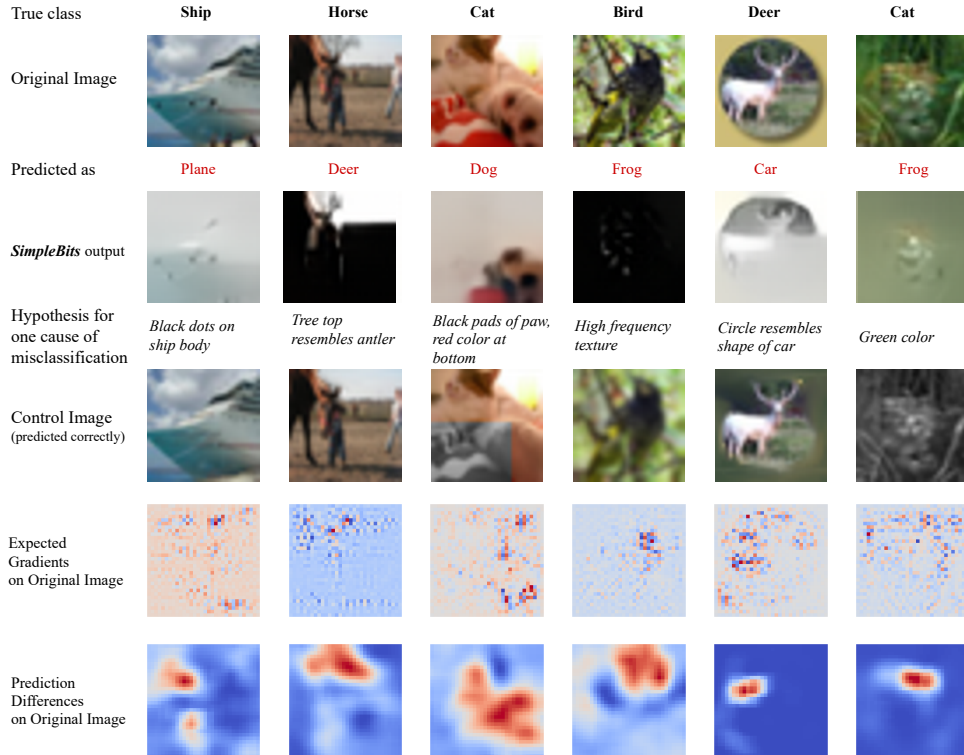 True class Ship Horse Cat Bird Deer Cat
Original Image
Predicted as Plane Deer Dog Frog Car Frog
SimpleBits output
Hypothesis for
one cause of
misclassification
Black dots on
ship body
Tree top
resembles antler
Black pads of paw,
red color at
bottom
High frequency
texture
Circle resembles
shape of car
Green color
Control Image
(predicted correctly)
Expected
Gradients
on Original Image
Prediction
Differences
on Original Image